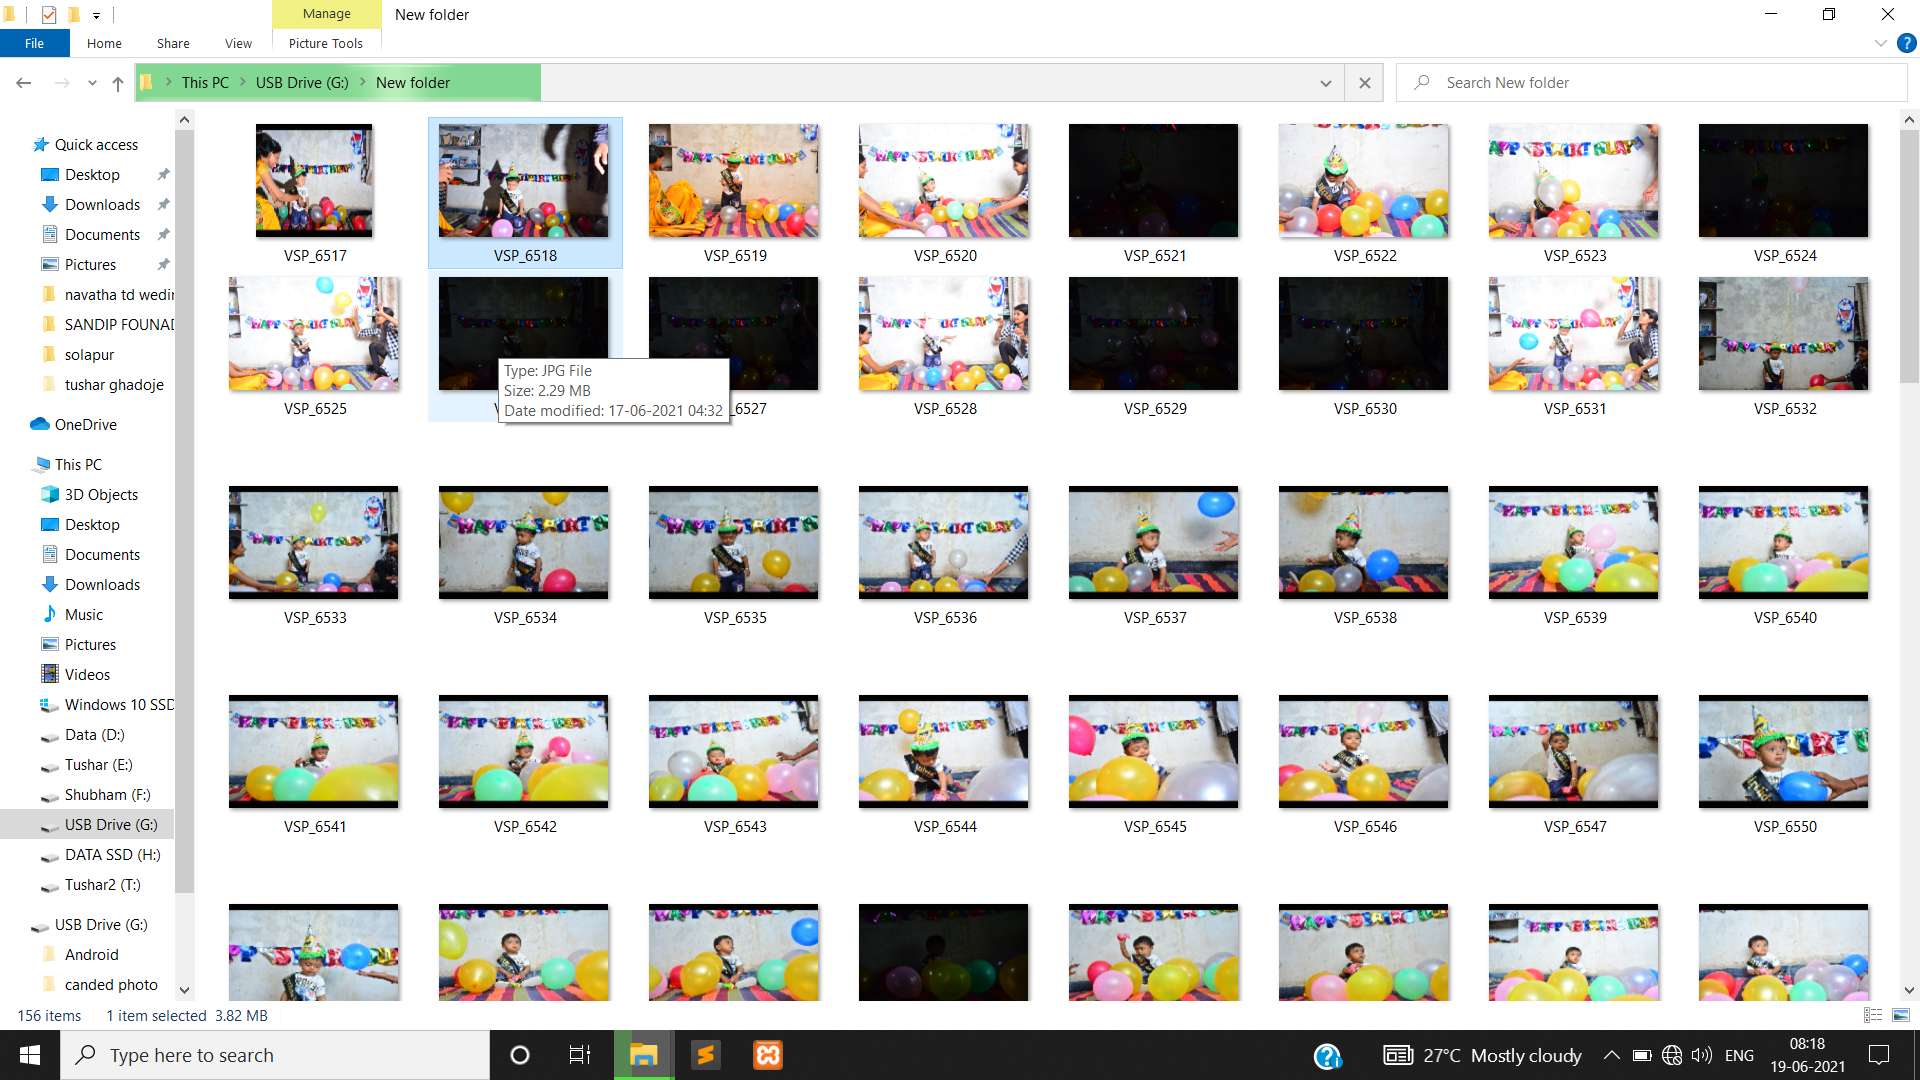 Manage
New folder
File
Home
Share
View
Picture Tools
This PC
USB Drive (G:)
New folder
Search New folder
Quick access
Desktop
Downloads
Documents
Pictures
navatha td wedin
SANDIP FOUNAD
solapur
tushar ghadoje
OneDrive
This PC
3D Objects
Desktop
Documents
Downloads
Music
Pictures
Videos
Windows 10 SSD
Data (D:)
Tushar (E:)
Shubham (F:)
USB Drive (G:)
DATA SSD (H:)
Tushar2 (T:)
USB Drive (G:)
Android
canded photo
VSP_6517
VSP_6518
VSP_6519
VSP_6520
VSP_6521
VSP_6522
VSP_6523
VSP_6524
VSP_6525
Type: JPG File
Size: 2.29 MB
Date modified: 17-06-2021 04:32
_6527
VSP_6528
VSP_6529
VSP_6530
VSP_6531
VSP_6532
VSP_6533
VSP_6534
VSP_6535
VSP_6536
VSP_6537
VSP_6538
VSP_6539
VSP_6540
VSP_6541
VSP_6542
VSP_6543
VSP_6544
VSP_6545
VSP_6546
VSP_6547
VSP_6550
156 items
1 item selected 3.82 MB
Type here to search
27°C Mostly cloudy
ENG
08:18
19-06-2021